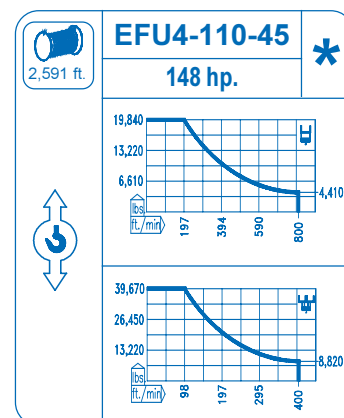 EFU4-110-45
*
2,591 ft.
148 hp.
19,840
13,220
6,610
4,410
lbs
ft./min
197
394
590
800
39,670
26,450
13,220
8,820
lbs
ft./min
98
197
295
400